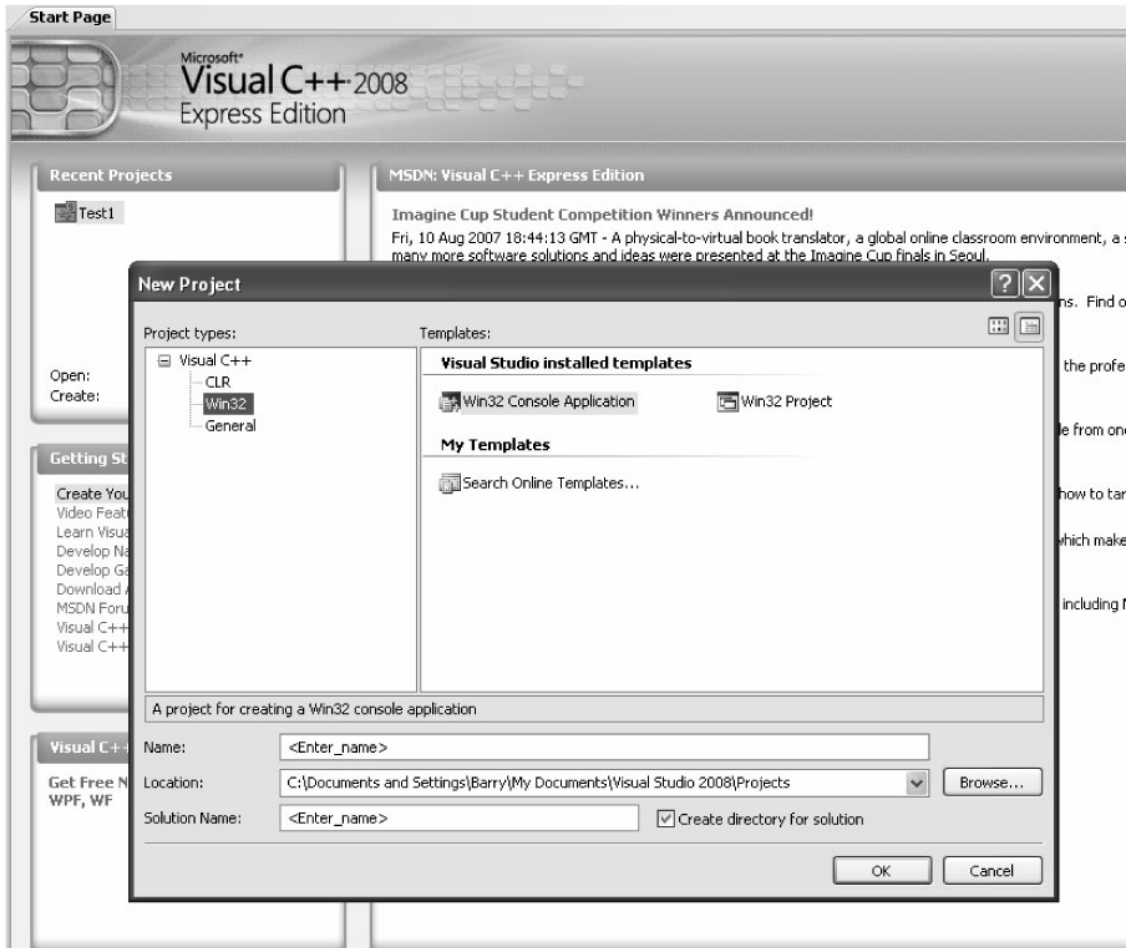 Start Page
Microsoft®
Visual C++ 2008
Express Edition
Recent Projects
Test1
Open:
Create:
Getting St
Create You
Video Feat
Learn Visua
Develop Na
Develop Ga
Download
MSDN Foru
Visual C++
Visual C++
Visual C++
Get Free N
WPF, WF
MSDN: Visual C++ Express Edition
Imagine Cup Student Competition Winners Announced!
Fri, 10 Aug 2007 18:44:13 GMT - A physical-to-virtual book translator, a global online classroom environment, a
many more software solutions and ideas were presented at the Imagine Cup finals in Seoul.
ns. Find o
the profe
le from one
how to tar
which make
including
New Project
Project types:
Visual C++
CLR
Win32
General
Templates:
Visual Studio installed templates
Win32 Console Application
Win32 Project
My Templates
Search Online Templates...
A project for creating a Win32 console application
Name:
<Enter_name>
Location:
C:\Documents and Settings\Barry\My Documents\Visual Studio 2008\Projects
Browse...
Solution Name:
<Enter_name>
Create directory for solution
OK
Cancel